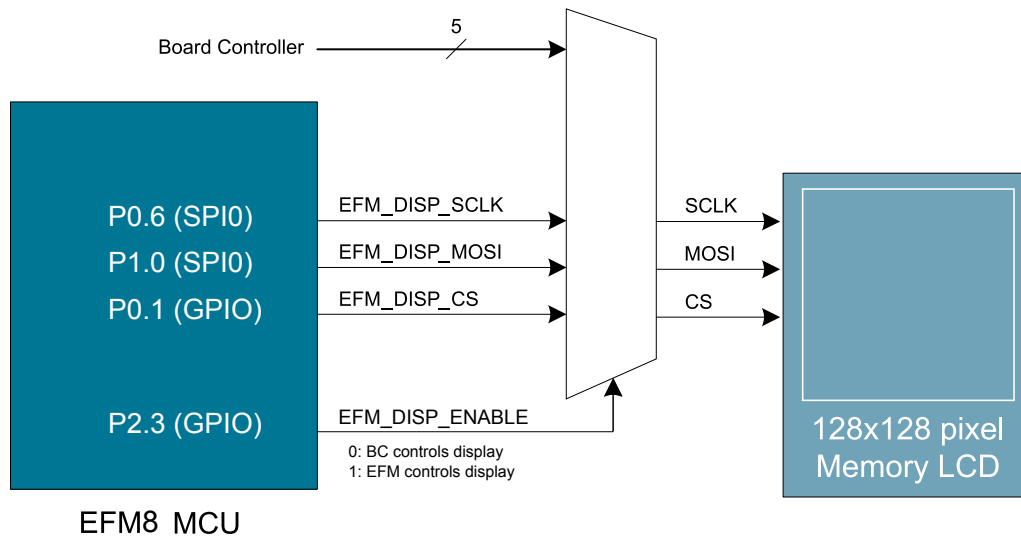 5
Board Controller
P0.6 (SPI0)
EFM_DISP_SCLK
SCLK
P1.0 (SPI0)
EFM_DISP_MOSI
MOSI
P0.1 (GPIO)
EFM_DISP_CS
CS
P2.3 (GPIO)
EFM_DISP_ENABLE
0: BC controls display
1: EFM controls display
128x128 pixel
Memory LCD
EFM8 MCU